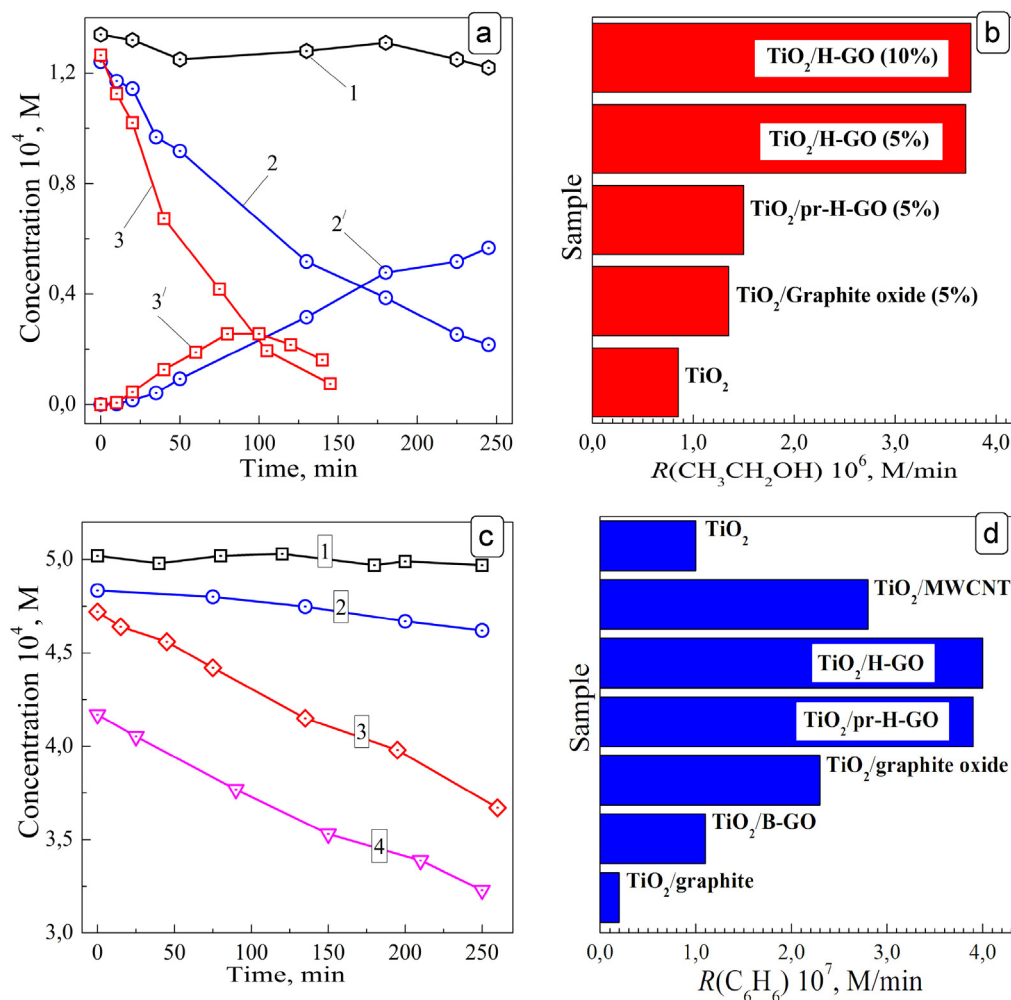 a
Concentration 10⁴, M
1,2
0,8
0,4
0,0
1
2
2/
3
3/
0
50
100
150
200
250
Time, min
b
Sample
TiO₂/H-GO (10%)
TiO₂/H-GO (5%)
TiO₂/pr-H-GO (5%)
TiO₂/Graphite oxide (5%)
TiO₂
0,0
1,0
2,0
3,0
4,0
R(CH₃CH₂OH) 10⁶, M/min
c
Concentration 10⁴, M
5,0
4,5
4,0
3,5
3,0
1
2
3
4
0
50
100
150
200
250
Time, min
d
Sample
TiO₂
TiO₂/MWCNT
TiO₂/H-GO
TiO₂/pr-H-GO
TiO₂/graphite oxide
TiO₂/B-GO
TiO₂/graphite
0,0
1,0
2,0
3,0
4,0
R(C₆H₆) 10⁷, M/min